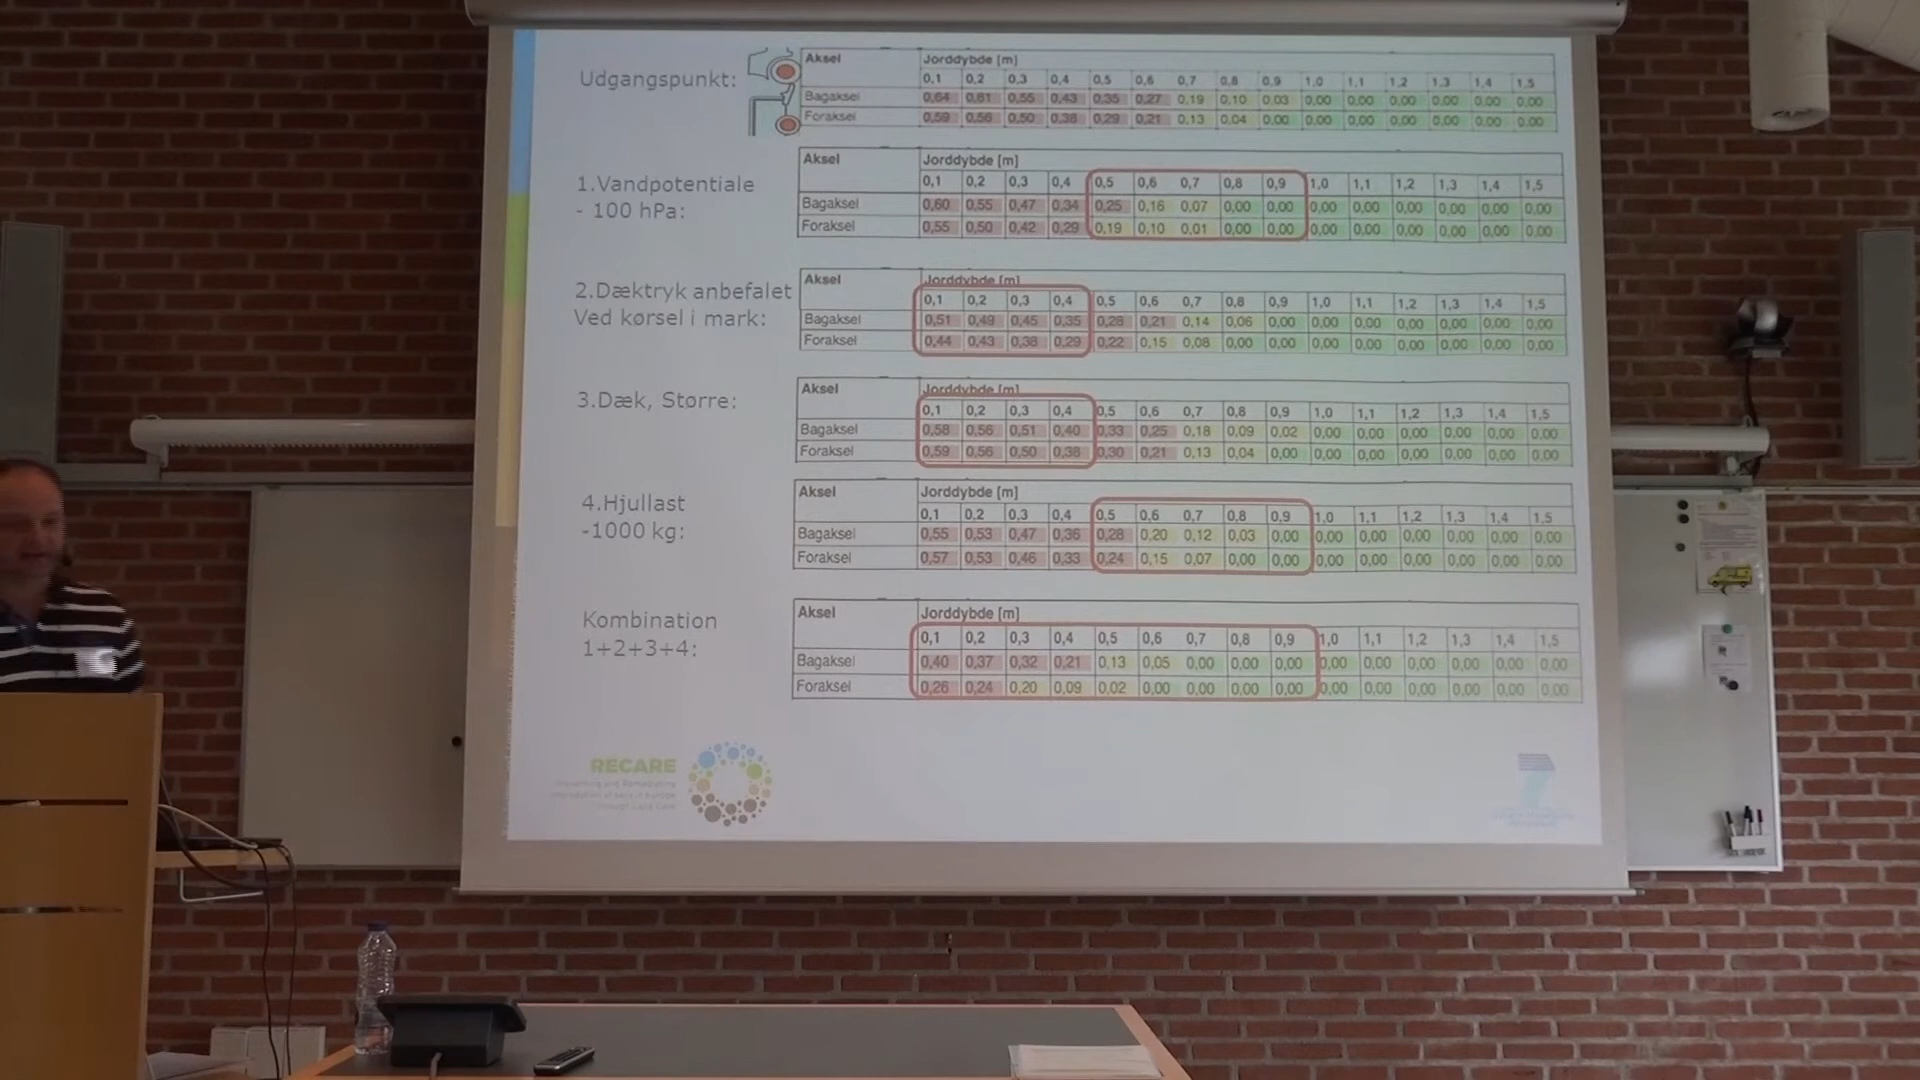 Udgangspunkt:
Aksel Jorddybde [m]
0,1 0,2 0,3 0,4 0,5 0,6 0,7 0,8 0,9 1,0 1,1 1,2 1,3 1,4 1,5
Bagaksel 0,64 0,61 0,55 0,43 0,35 0,27 0,19 0,10 0,03 0,00 0,00 0,00 0,00 0,00 0,00
Foraksel 0,59 0,56 0,50 0,38 0,29 0,21 0,13 0,04 0,00 0,00 0,00 0,00 0,00 0,00 0,00
1.Vandpotentiale
- 100 hPa:
Aksel Jorddybde [m]
0,1 0,2 0,3 0,4 0,5 0,6 0,7 0,8 0,9 1,0 1,1 1,2 1,3 1,4 1,5
Bagaksel 0,60 0,55 0,47 0,34 0,25 0,16 0,07 0,00 0,00 0,00 0,00 0,00 0,00 0,00 0,00
Foraksel 0,55 0,50 0,42 0,29 0,19 0,10 0,01 0,00 0,00 0,00 0,00 0,00 0,00 0,00 0,00
2.Dæktryk anbefalet
Ved kørsel i mark:
Aksel Jorddybde [m]
0,1 0,2 0,3 0,4 0,5 0,6 0,7 0,8 0,9 1,0 1,1 1,2 1,3 1,4 1,5
Bagaksel 0,51 0,49 0,45 0,35 0,28 0,21 0,14 0,06 0,00 0,00 0,00 0,00 0,00 0,00 0,00
Foraksel 0,44 0,43 0,38 0,29 0,22 0,15 0,08 0,00 0,00 0,00 0,00 0,00 0,00 0,00 0,00
3.Dæk, Større:
Aksel Jorddybde [m]
0,1 0,2 0,3 0,4 0,5 0,6 0,7 0,8 0,9 1,0 1,1 1,2 1,3 1,4 1,5
Bagaksel 0,58 0,56 0,51 0,40 0,33 0,25 0,18 0,09 0,02 0,00 0,00 0,00 0,00 0,00 0,00
Foraksel 0,59 0,56 0,50 0,38 0,30 0,21 0,13 0,04 0,00 0,00 0,00 0,00 0,00 0,00 0,00
4.Hjullast
-1000 kg:
Aksel Jorddybde [m]
0,1 0,2 0,3 0,4 0,5 0,6 0,7 0,8 0,9 1,0 1,1 1,2 1,3 1,4 1,5
Bagaksel 0,55 0,53 0,47 0,36 0,28 0,20 0,12 0,03 0,00 0,00 0,00 0,00 0,00 0,00 0,00
Foraksel 0,57 0,53 0,46 0,33 0,24 0,15 0,07 0,00 0,00 0,00 0,00 0,00 0,00 0,00 0,00
Kombination
1+2+3+4:
Aksel Jorddybde [m]
0,1 0,2 0,3 0,4 0,5 0,6 0,7 0,8 0,9 1,0 1,1 1,2 1,3 1,4 1,5
Bagaksel 0,40 0,37 0,32 0,21 0,13 0,05 0,00 0,00 0,00 0,00 0,00 0,00 0,00 0,00 0,00
Foraksel 0,26 0,24 0,20 0,09 0,02 0,00 0,00 0,00 0,00 0,00 0,00 0,00 0,00 0,00 0,00
RECARE